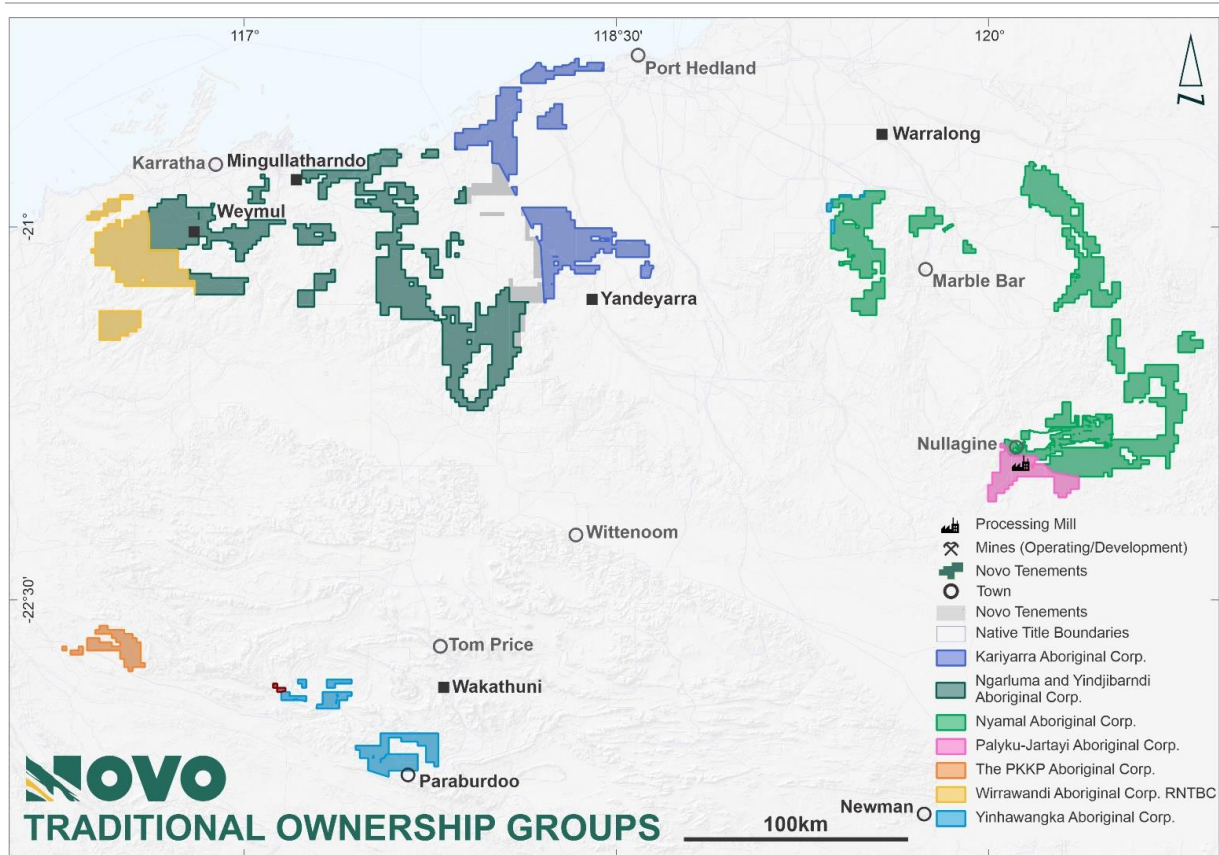 117°
118°30'
120°
Port Hedland
Warralong
Karratha
Mingullatharndo
Weymul
-21°
Marble Bar
Yandeyarra
Nullagine
Wittenoom
-22°30'
Tom Price
Wakathuni
Paraburdoo
Newman
Processing Mill
Mines (Operating/Development)
Novo Tenements
Town
Novo Tenements
Native Title Boundaries
Kariyarra Aboriginal Corp.
Ngarluma and Yindjibarndi
Aboriginal Corp.
Nyamal Aboriginal Corp.
Palyku-Jartayi Aboriginal Corp.
The PKKP Aboriginal Corp.
Wirrawandi Aboriginal Corp. RNTBC
Yinhawangka Aboriginal Corp.
NOVO
TRADITIONAL OWNERSHIP GROUPS
100km
Z